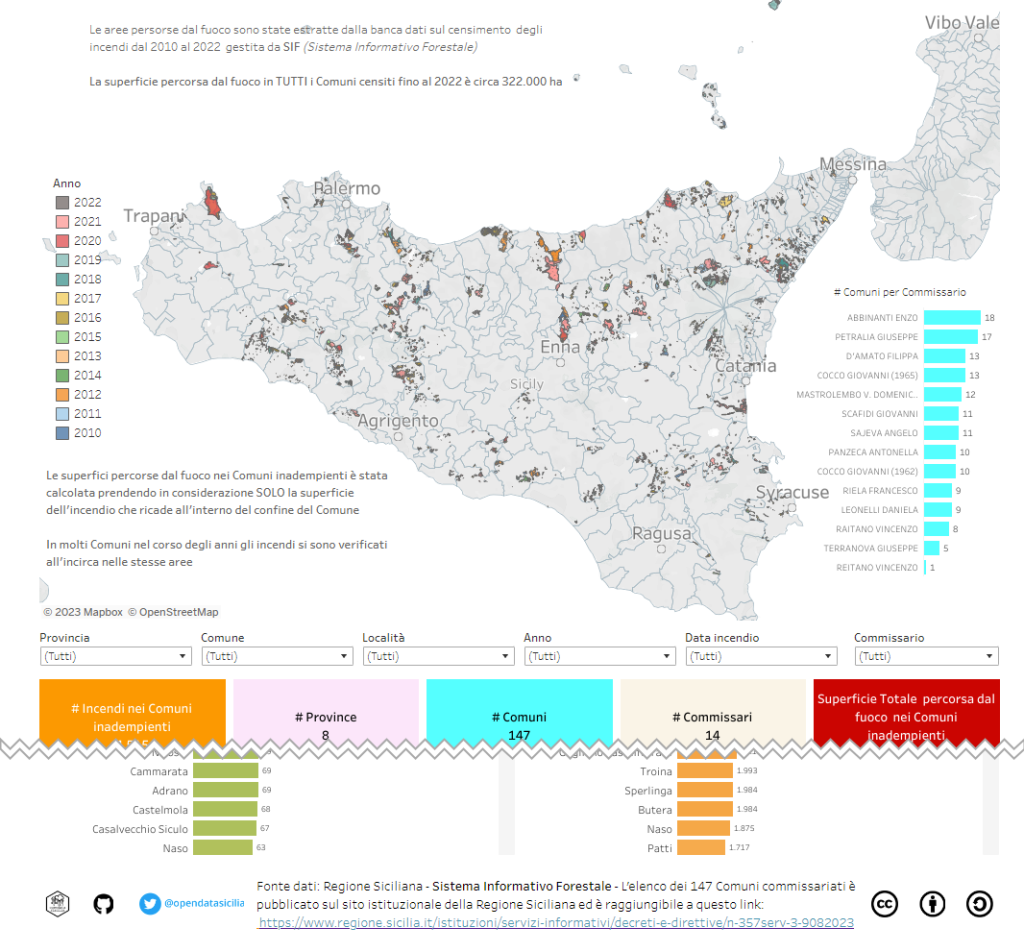 Le aree persorse dal fuoco sono state estratte dalla banca dati sul censimento degli
incendi dal 2010 al 2022 gestita da SIF (Sistema Informativo Forestale)
La superficie percorsa dal fuoco in TUTTI i Comuni censiti fino al 2022 è circa 322.000 ha
Vibo Vale
Messina
Palermo
Trapani
Enna
Catania
Sicily
Agrigento
Syracuse
Ragusa
Anno
2022
2021
2020
2019
2018
2017
2016
2015
2013
2014
2012
2011
2010
# Comuni per Commissario
ABBINANTI ENZO 18
PETRALIA GIUSEPPE 17
D'AMATO FILIPPA 13
COCCO GIOVANNI (1965) 13
MASTROLEMBO V. DOMENIC.. 12
SCAFIDI GIOVANNI 11
SAJEVA ANGELO 11
PANZECA ANTONELLA 10
COCCO GIOVANNI (1962) 10
RIELA FRANCESCO 9
LEONELLI DANIELA 9
RAITANO VINCENZO 8
TERRANOVA GIUSEPPE 5
REITANO VINCENZO 1
Le superfici percorse dal fuoco nei Comuni inadempienti è stata
calcolata prendendo in considerazione SOLO la superficie
dell'incendio che ricade all'interno del confine del Comune
In molti Comuni nel corso degli anni gli incendi si sono verificati
all'incirca nelle stesse aree
© 2023 Mapbox © OpenStreetMap
Provincia Comune Località Anno Data incendio Commissario
(Tutti) (Tutti) (Tutti) (Tutti) (Tutti) (Tutti)
# Incendi nei Comuni
inadempienti
# Province
8
# Comuni
147
# Commissari
14
Superficie Totale percorsa dal
fuoco nei Comuni
inadempienti
Cammarata 69
Adrano 69
Castelmola 68
Casalvecchio Siculo 67
Naso 63
Troina 1.993
Sperlinga 1.984
Butera 1.984
Naso 1.875
Patti 1.717
@opendatasicilia
Fonte dati: Regione Siciliana - Sistema Informativo Forestale - L'elenco dei 147 Comuni commissariati è
pubblicato sul sito istituzionale della Regione Siciliana ed è raggiungibile a questo link:
https://www.regione.sicilia.it/istituzioni/servizi-informativi/decreti-e-direttive/n-357serv-3-9082023
cc